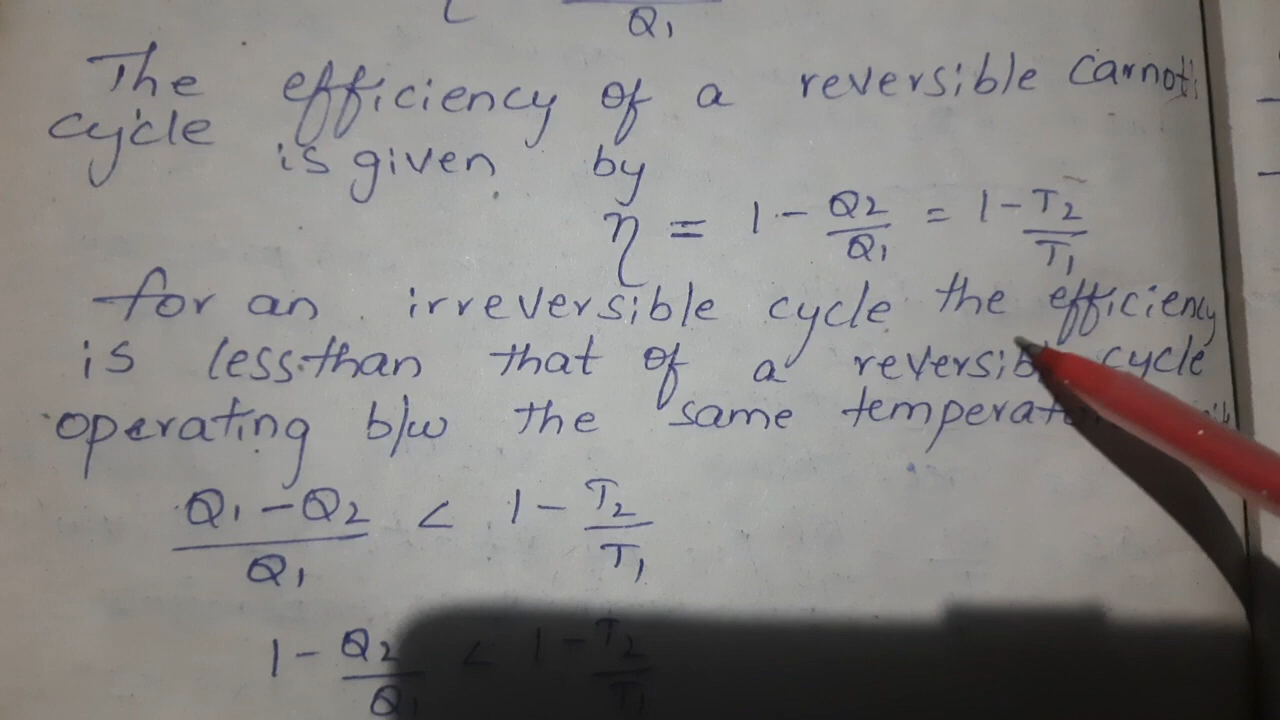 Q₁
The efficiency of a reversible Carnot
cycle is given by
η = 1 - Q2/Q1 = 1 - T2/T1
for an irreversible cycle the efficiency
is less than that of a reversible cycle
operating b/w the same
Q1 - Q2/Q1 < 1 - T2/T1
1 - Q2/Q1 < 1 - T2/T1